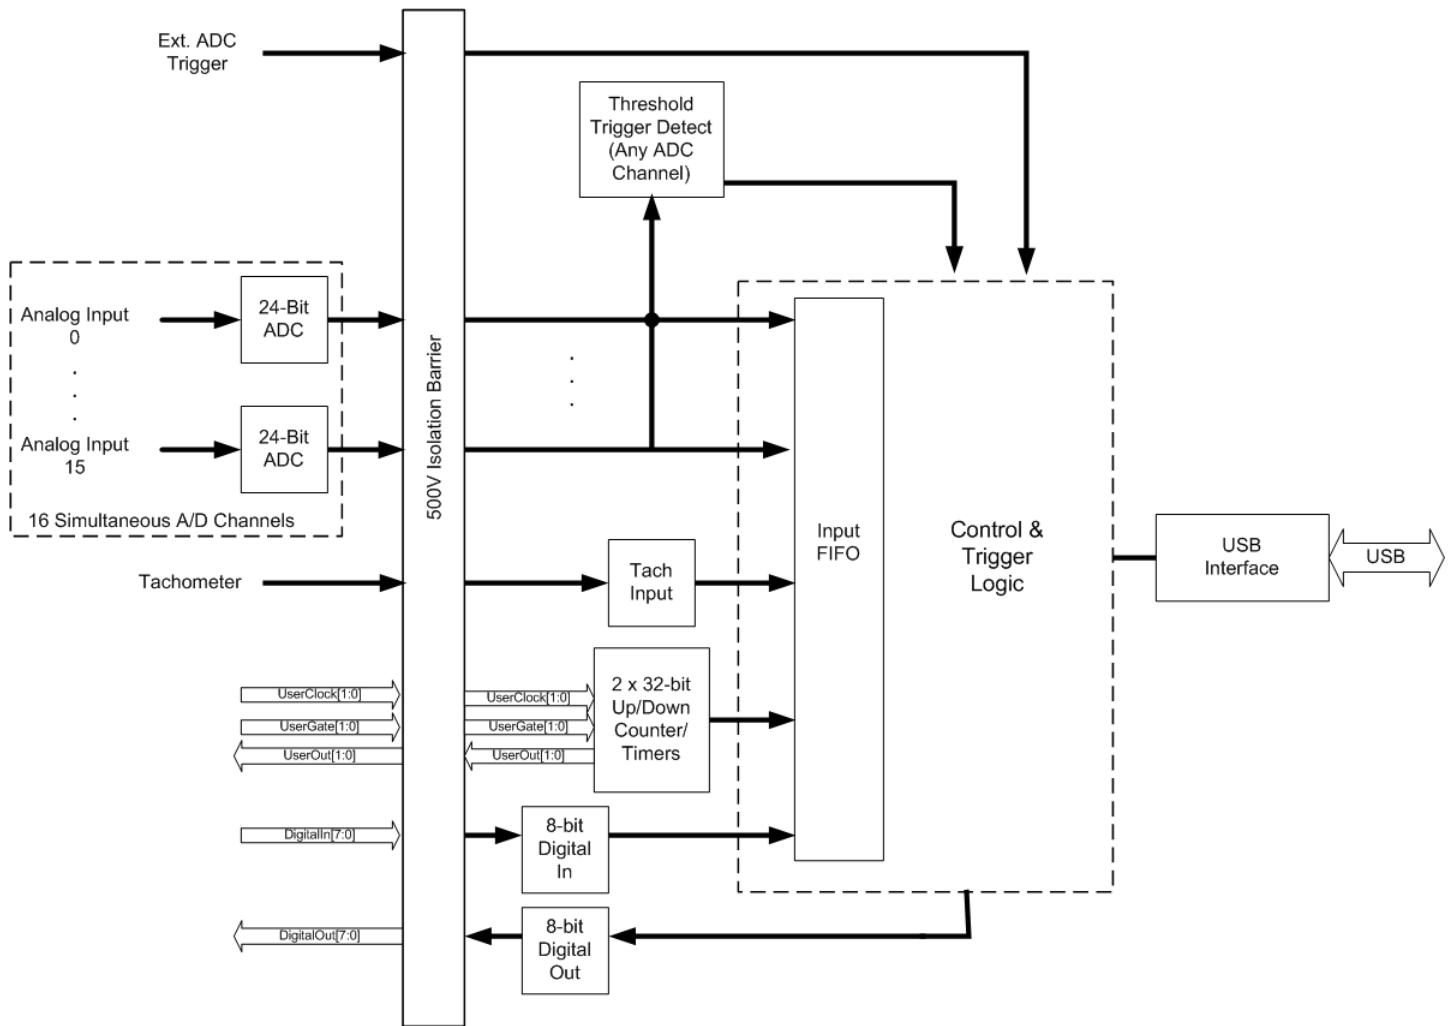 Ext. ADC
Trigger
Threshold
Trigger Detect
(Any ADC
Channel)
Analog Input
0
24-Bit
ADC
.
.
.
Analog Input
15
24-Bit
ADC
16 Simultaneous A/D Channels
500V Isolation Barrier
.
.
.
Input
FIFO
Control &
Trigger
Logic
USB
Interface
USB
Tachometer
Tach
Input
UserClock[1:0]
UserGate[1:0]
UserOut[1:0]
UserClock[1:0]
UserGate[1:0]
UserOut[1:0]
2 x 32-bit
Up/Down
Counter/
Timers
DigitalIn[7:0]
8-bit
Digital
In
DigitalOut[7:0]
8-bit
Digital
Out